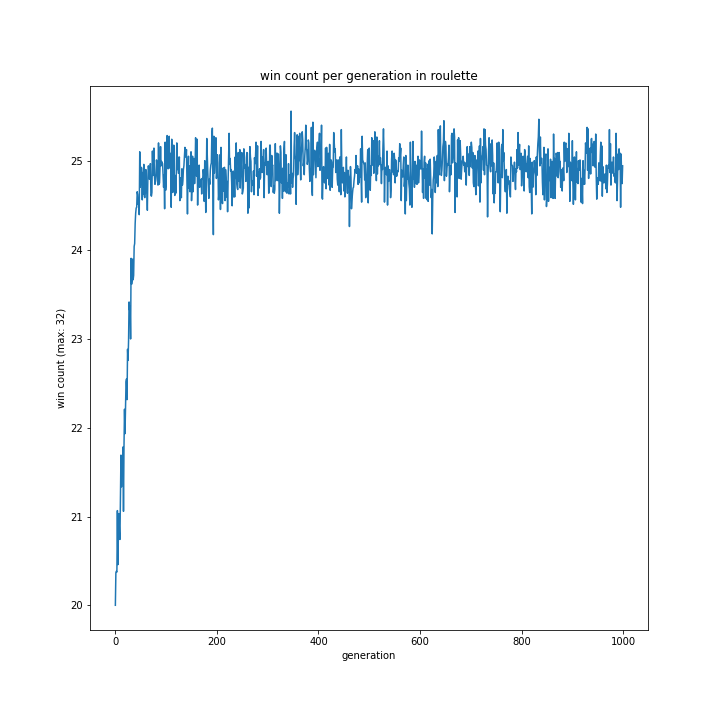 win count per generation in roulette
win count (max: 32)
25
24
23
22
21
20
0 200 400 600 800 1000
generation